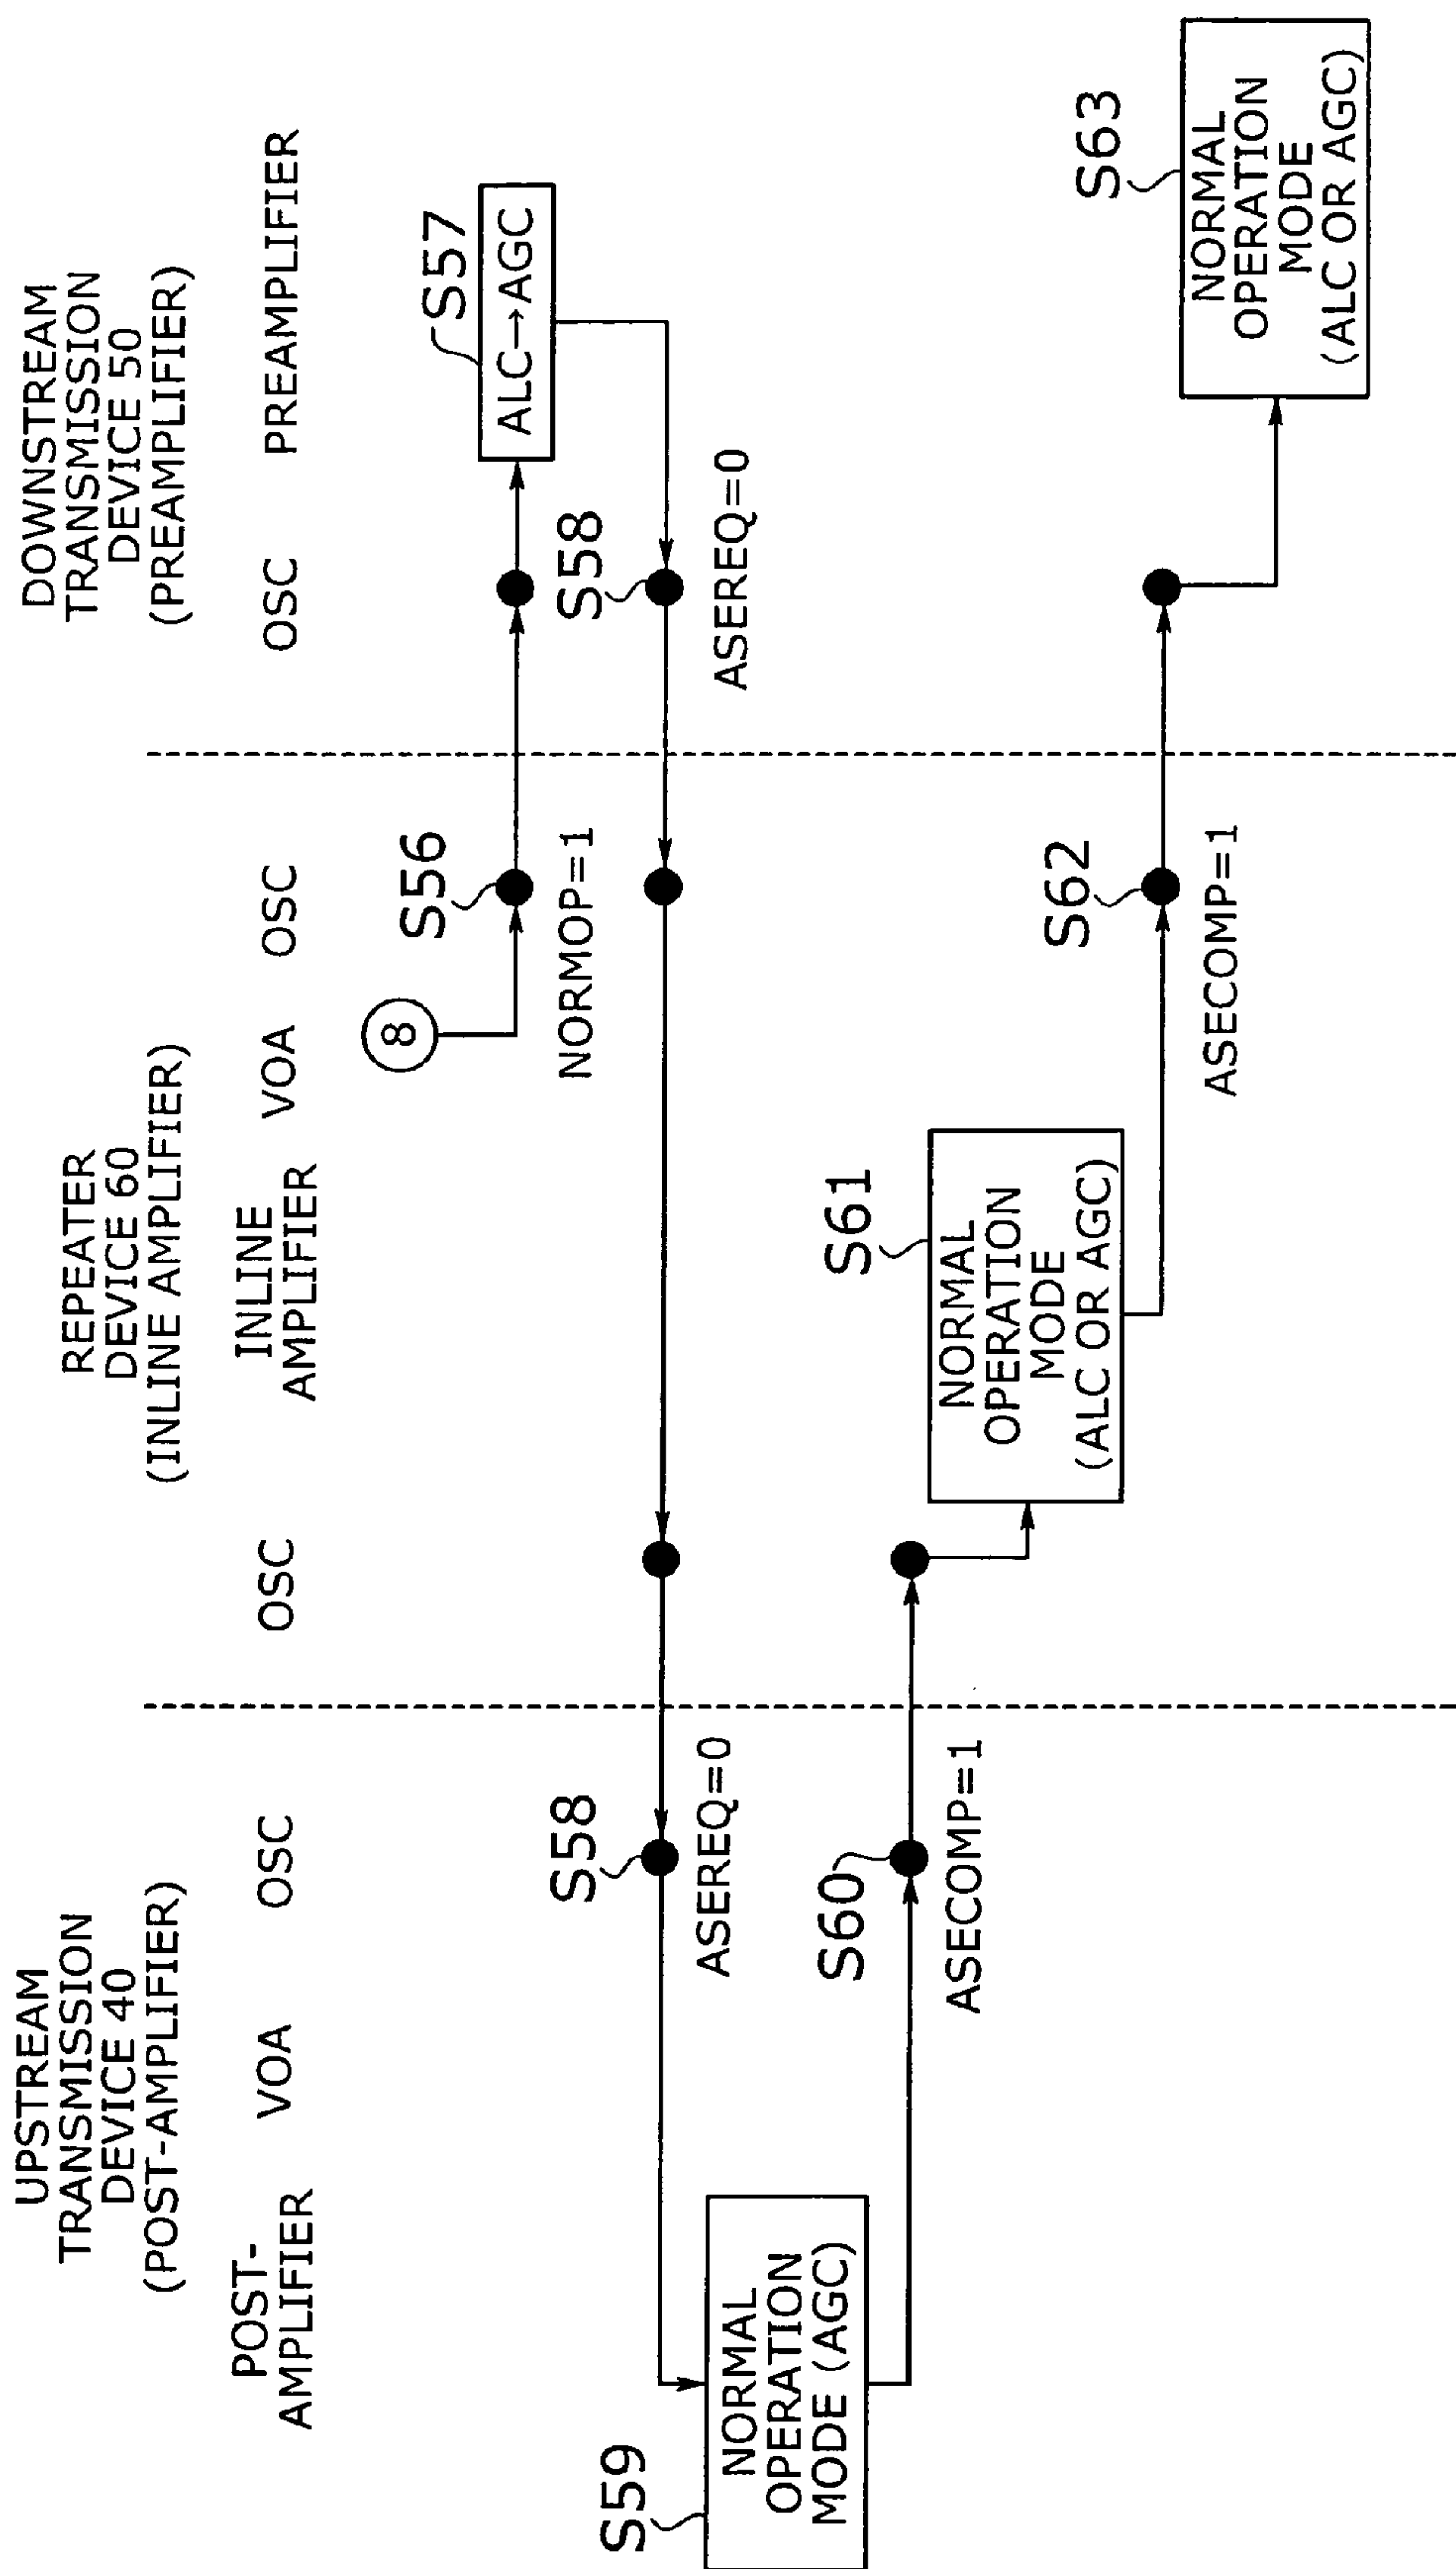 UPSTREAM
TRANSMISSION
DEVICE 40
(POST-AMPLIFIER)
REPEATER
DEVICE 60
(INLINE AMPLIFIER)
DOWNSTREAM
TRANSMISSION
DEVICE 50
(PREAMPLIFIER)
POST-
AMPLIFIER
VOA
OSC
OSC
INLINE
AMPLIFIER
VOA
OSC
OSC
PREAMPLIFIER
8
S56
NORMOP=1
S57
ALC→AGC
S58
ASEREQ=0
S58
ASEREQ=0
S59
NORMAL
OPERATION
MODE (AGC)
S60
ASECOMP=1
S61
NORMAL
OPERATION
MODE
(ALC OR AGC)
S62
ASECOMP=1
S63
NORMAL
OPERATION
MODE
(ALC OR AGC)